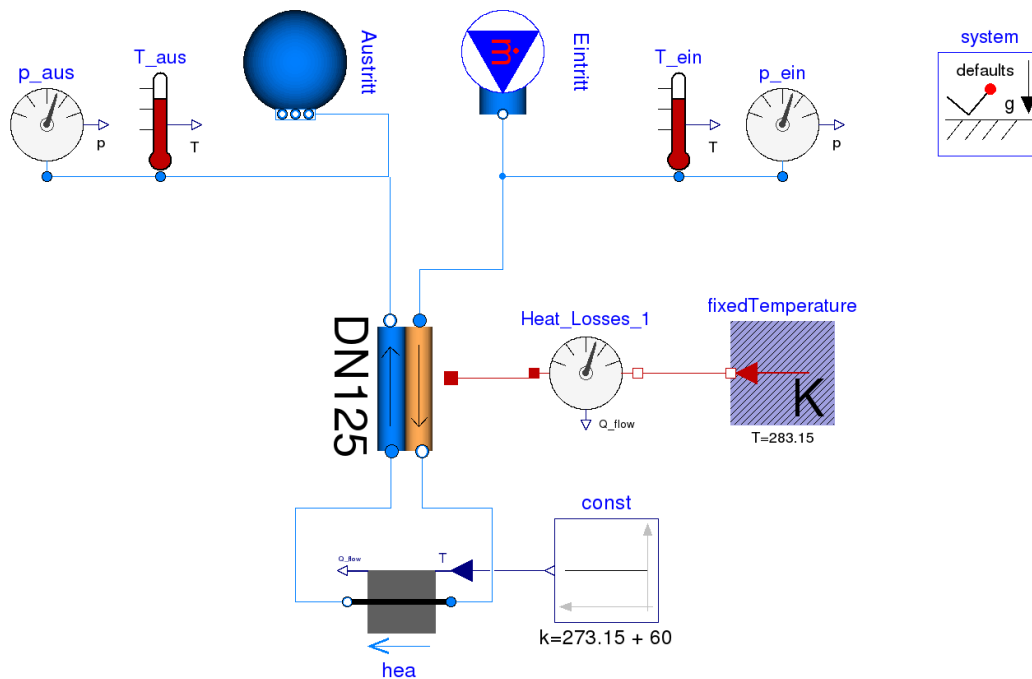 system
Austritt
Eintritt
T_aus
T_ein
p_aus
p_ein
defaults
g
p
T
T
p
ṁ
DN125
Heat_Losses_1
fixedTemperature
K
Q_flow
T=283.15
const
Q_flow
T
k=273.15 + 60
hea